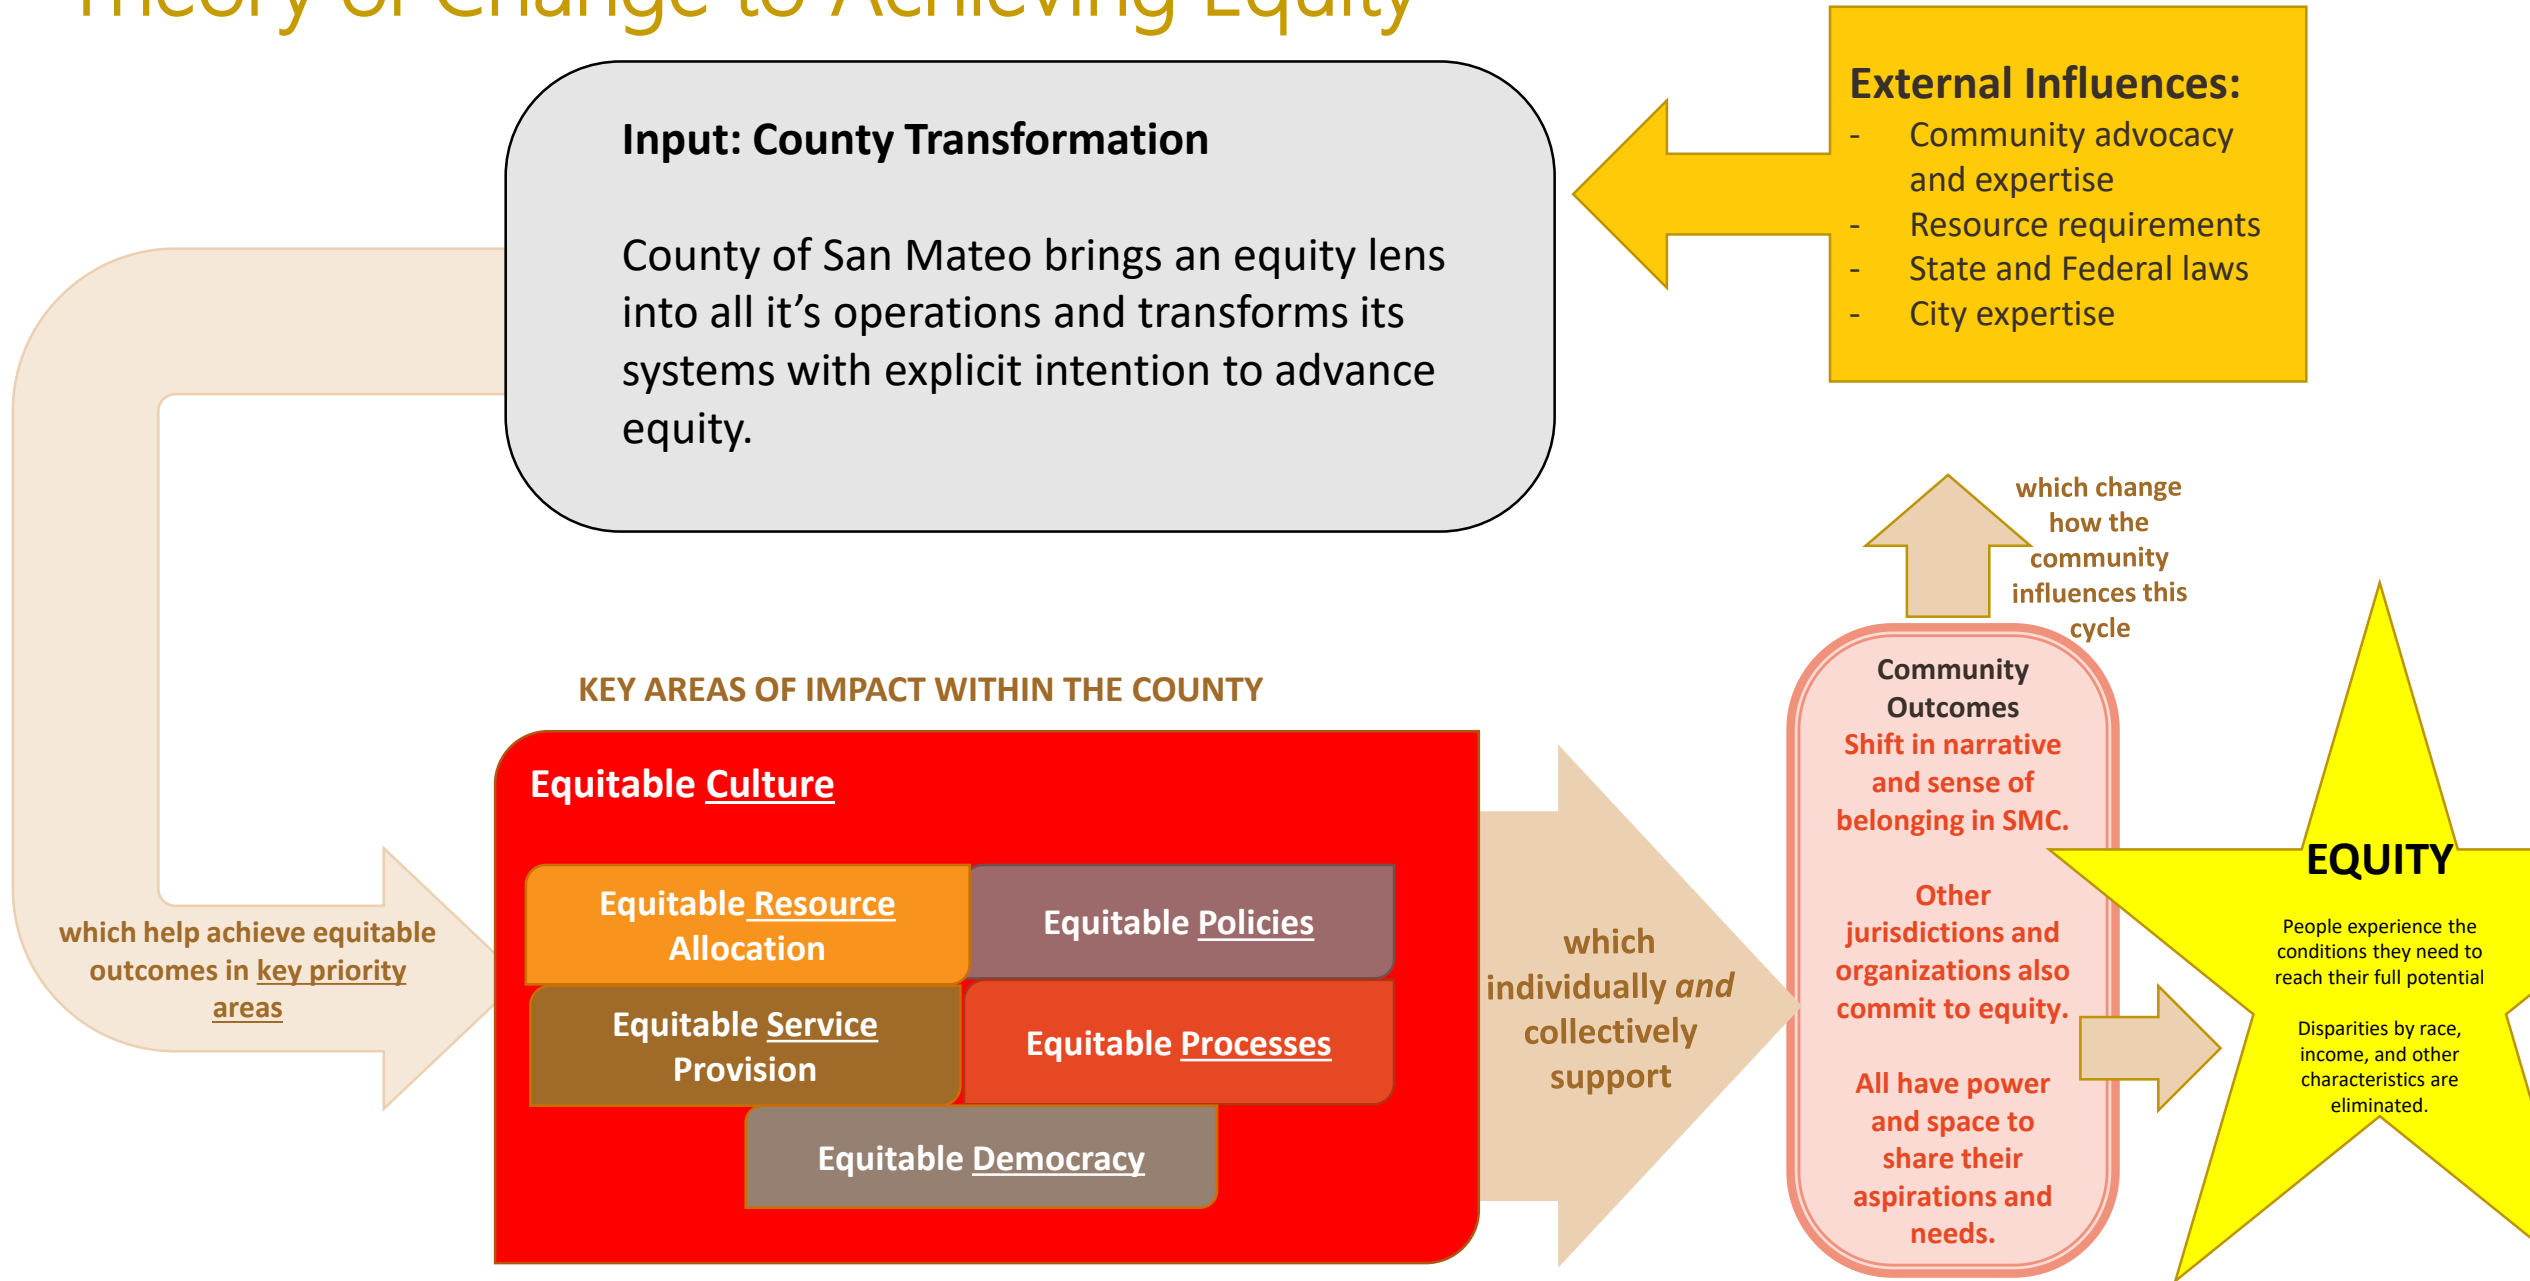 Theory of Change to Achieving Equity
Input: County Transformation
County of San Mateo brings an equity lens
into all it’s operations and transforms its
systems with explicit intention to advance
equity.
External Influences:
- Community advocacy
and expertise
- Resource requirements
- State and Federal laws
- City expertise
which change
how the
community
influences this
cycle
KEY AREAS OF IMPACT WITHIN THE COUNTY
which help achieve equitable
outcomes in key priority
areas
Equitable Culture
Equitable Resource
Allocation
Equitable Policies
Equitable Service
Provision
Equitable Processes
Equitable Democracy
which
individually and
collectively
support
Community
Outcomes
Shift in narrative
and sense of
belonging in SMC.
Other
jurisdictions and
organizations also
commit to equity.
All have power
and space to
share their
aspirations and
needs.
EQUITY
People experience the
conditions they need to
reach their full potential
Disparities by race,
income, and other
characteristics are
eliminated.